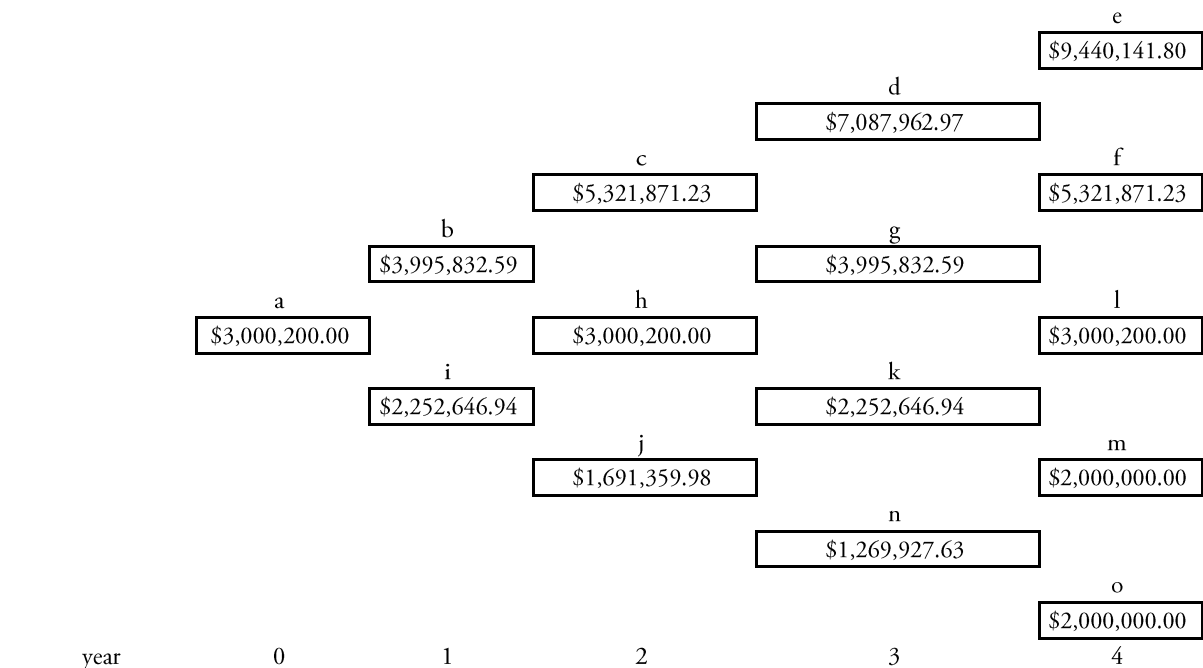 e
$9,440,141.80
d
$7,087,962.97
c f
$5,321,871.23 $5,321,871.23
b g
$3,995,832.59 $3,995,832.59
a h l
$3,000,200.00 $3,000,200.00 $3,000,200.00
i k
$2,252,646.94 $2,252,646.94
j m
$1,691,359.98 $2,000,000.00
n
$1,269,927.63
o
$2,000,000.00
year 0 1 2 3 4